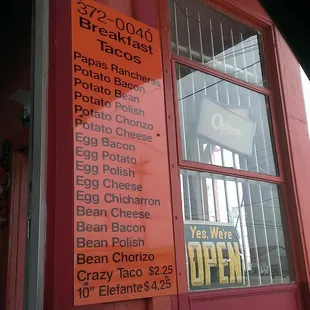 372-0040
Breakfast
Tacos
Papas Rancheras
Potato Bacon
Potato Bean
Potato Polish
Potato Chorizo
Potato Cheese
Egg Bacon
Egg Potato
Egg Polish
Egg Cheese
Egg Chicharron
Bean Cheese
Bean Bacon
Bean Polish
Bean Chorizo
Crazy Taco $2.25
10" Elefante $4.25
Open
Yes, We're
OPEN